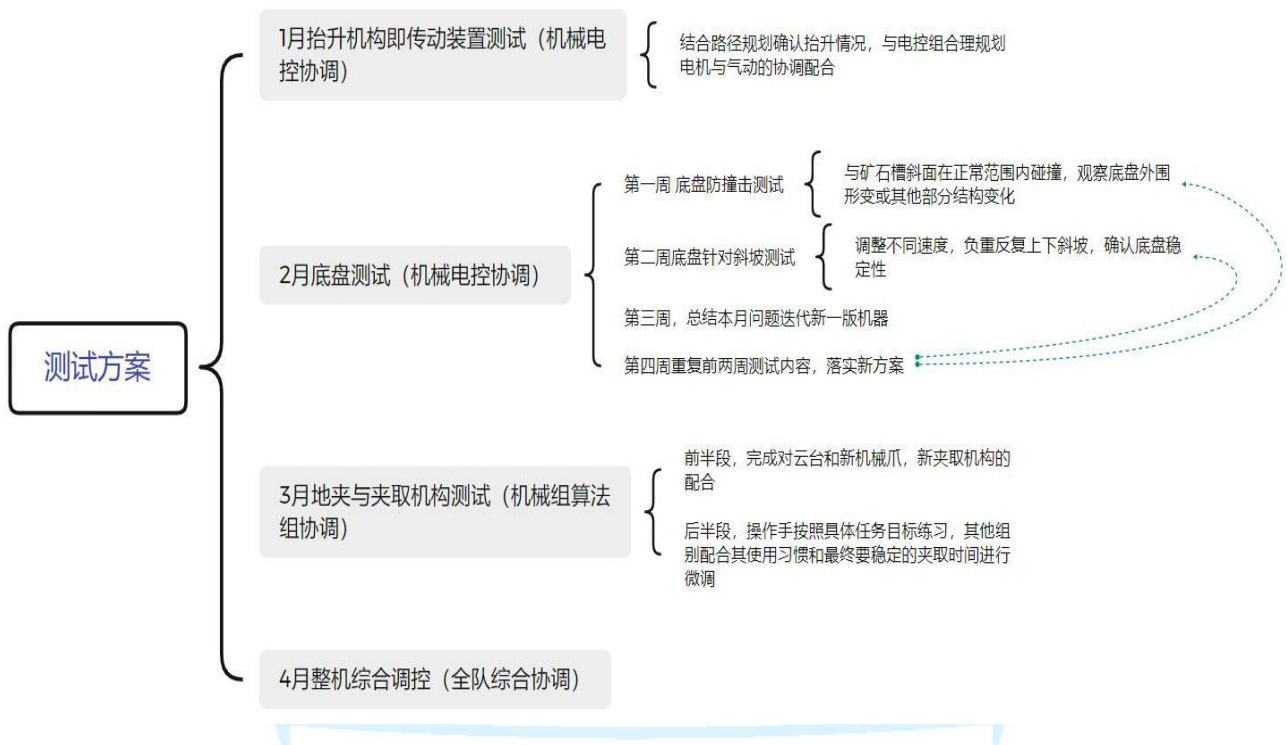 测试方案
1月抬升机构即传动装置测试（机械电
控协调）
结合路径规划确认抬升情况，与电控组合理规划
电机与气动的协调配合
2月底盘测试（机械电控协调）
第一周 底盘防撞击测试
与矿石槽斜面在正常范围内碰撞，观察底盘外围
形变或其他部分结构变化
第二周底盘针对斜坡测试
调整不同速度，负重反复上下斜坡，确认底盘稳
定性
第三周，总结本月问题迭代新一版机器
第四周重复前两周测试内容，落实新方案
3月地夹与夹取机构测试（机械组算法
组协调）
前半段，完成对云台和新机械爪，新夹取机构的
配合
后半段，操作手按照具体任务目标练习，其他组
别配合其使用习惯和最终要稳定的夹取时间进行
微调
4月整机综合调控（全队综合协调）